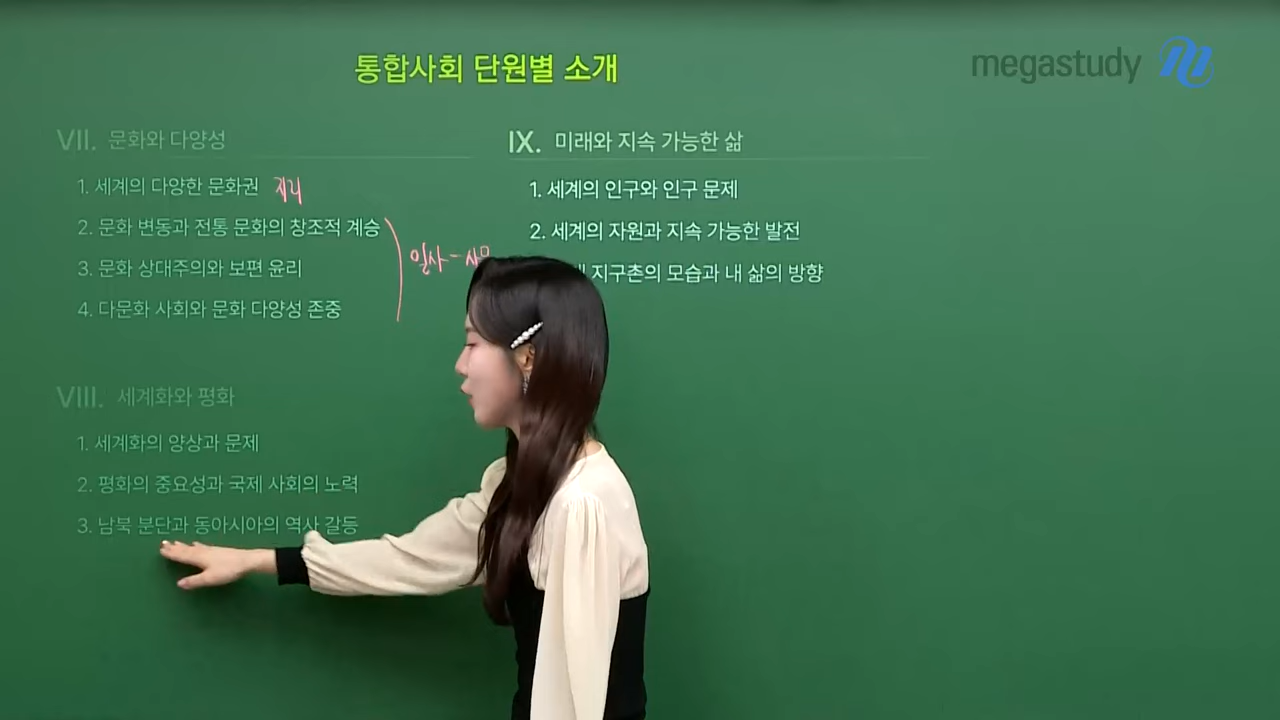 통합사회 단원별 소개
megastudy
VII. 문화와 다양성
1. 세계의 다양한 문화권 지리
2. 문화 변동과 전통 문화의 창조적 계승
3. 문화 상대주의와 보편 윤리
4. 다문화 사회와 문화 다양성 존중
일사-사문
VIII. 세계화와 평화
1. 세계화의 양상과 문제
2. 평화의 중요성과 국제 사회의 노력
3. 남북 분단과 동아시아의 역사 갈등
IX. 미래와 지속 가능한 삶
1. 세계의 인구와 인구 문제
2. 세계의 자원과 지속 가능한 발전
지구촌의 모습과 내 삶의 방향